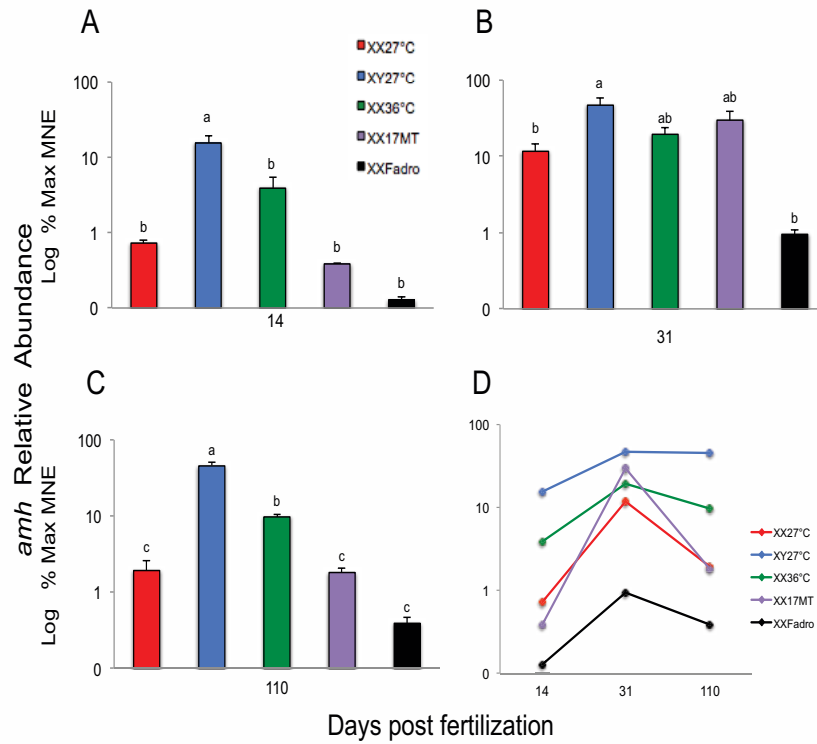 A
XX27°C
XY27°C
XX36°C
XX17MT
XXFadro
100
10
1
0
b
a
b
b
b
14
B
100
10
1
0
b
a
ab
ab
b
31
amh Relative Abundance
Log % Max MNE
Log % Max MNE
C
100
10
1
0
c
a
b
c
c
110
D
100
10
1
0
14
31
110
XX27°C
XY27°C
XX36°C
XX17MT
XXFadro
Days post fertilization